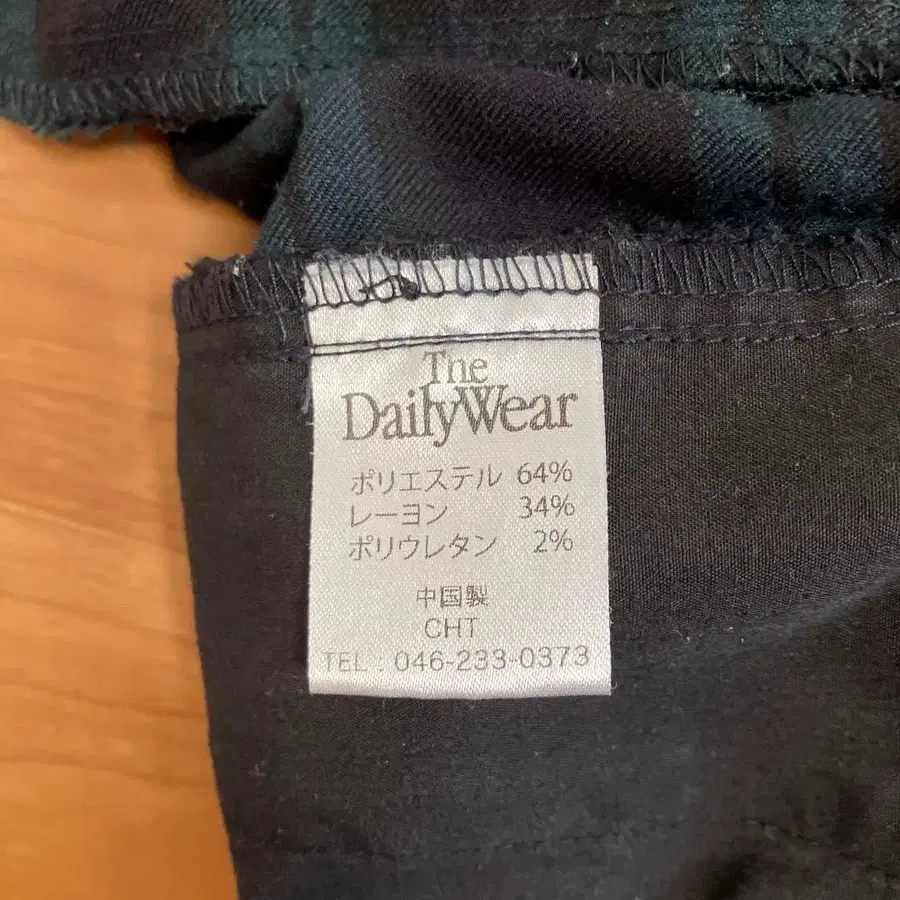 The
DailyWear
ポリエステル 64%
レーヨン 34%
ポリウレタン 2%
中国製
CHT
TEL : 046-233-0373